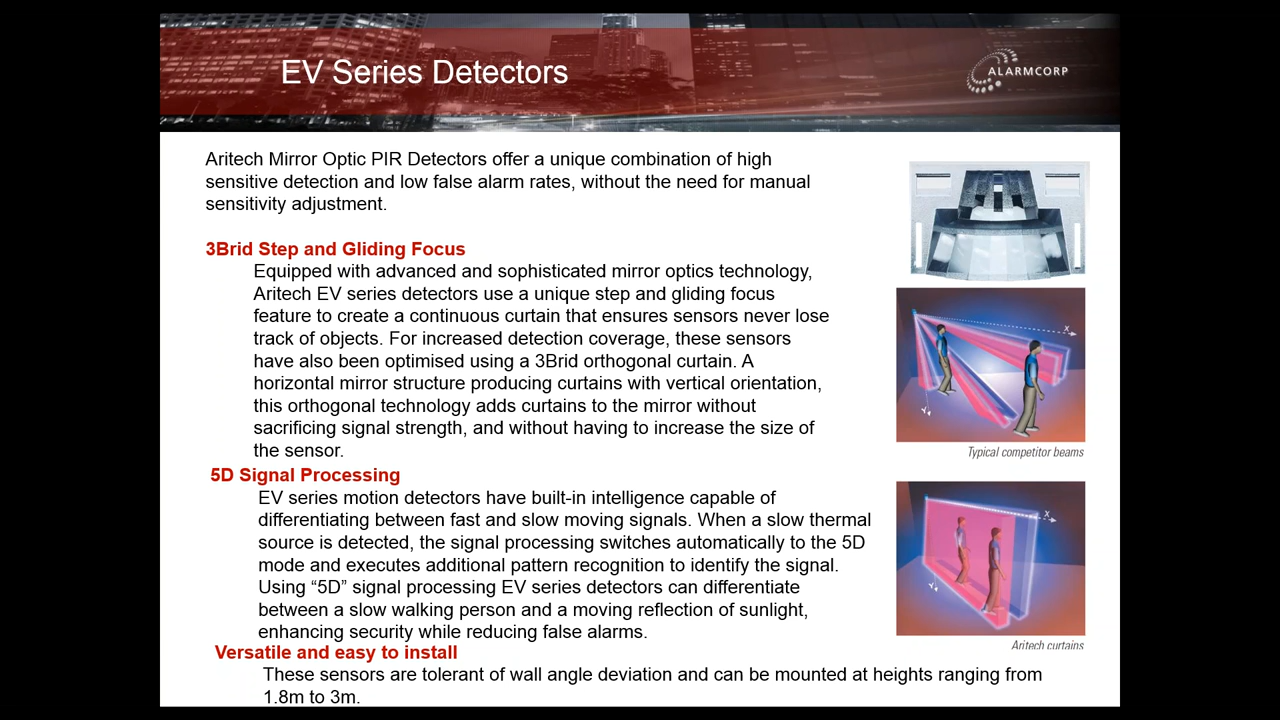 EV Series Detectors
ALARMCORP
Aritech Mirror Optic PIR Detectors offer a unique combination of high
sensitive detection and low false alarm rates, without the need for manual
sensitivity adjustment.
3Brid Step and Gliding Focus
Equipped with advanced and sophisticated mirror optics technology,
Aritech EV series detectors use a unique step and gliding focus
feature to create a continuous curtain that ensures sensors never lose
track of objects. For increased detection coverage, these sensors
have also been optimised using a 3Brid orthogonal curtain. A
horizontal mirror structure producing curtains with vertical orientation,
this orthogonal technology adds curtains to the mirror without
sacrificing signal strength, and without having to increase the size of
the sensor.
X
Y
Typical competitor beams
5D Signal Processing
EV series motion detectors have built-in intelligence capable of
differentiating between fast and slow moving signals. When a slow thermal
source is detected, the signal processing switches automatically to the 5D
mode and executes additional pattern recognition to identify the signal.
Using “5D” signal processing EV series detectors can differentiate
between a slow walking person and a moving reflection of sunlight,
enhancing security while reducing false alarms.
X
Y
Aritech curtains
Versatile and easy to install
These sensors are tolerant of wall angle deviation and can be mounted at heights ranging from
1.8m to 3m.